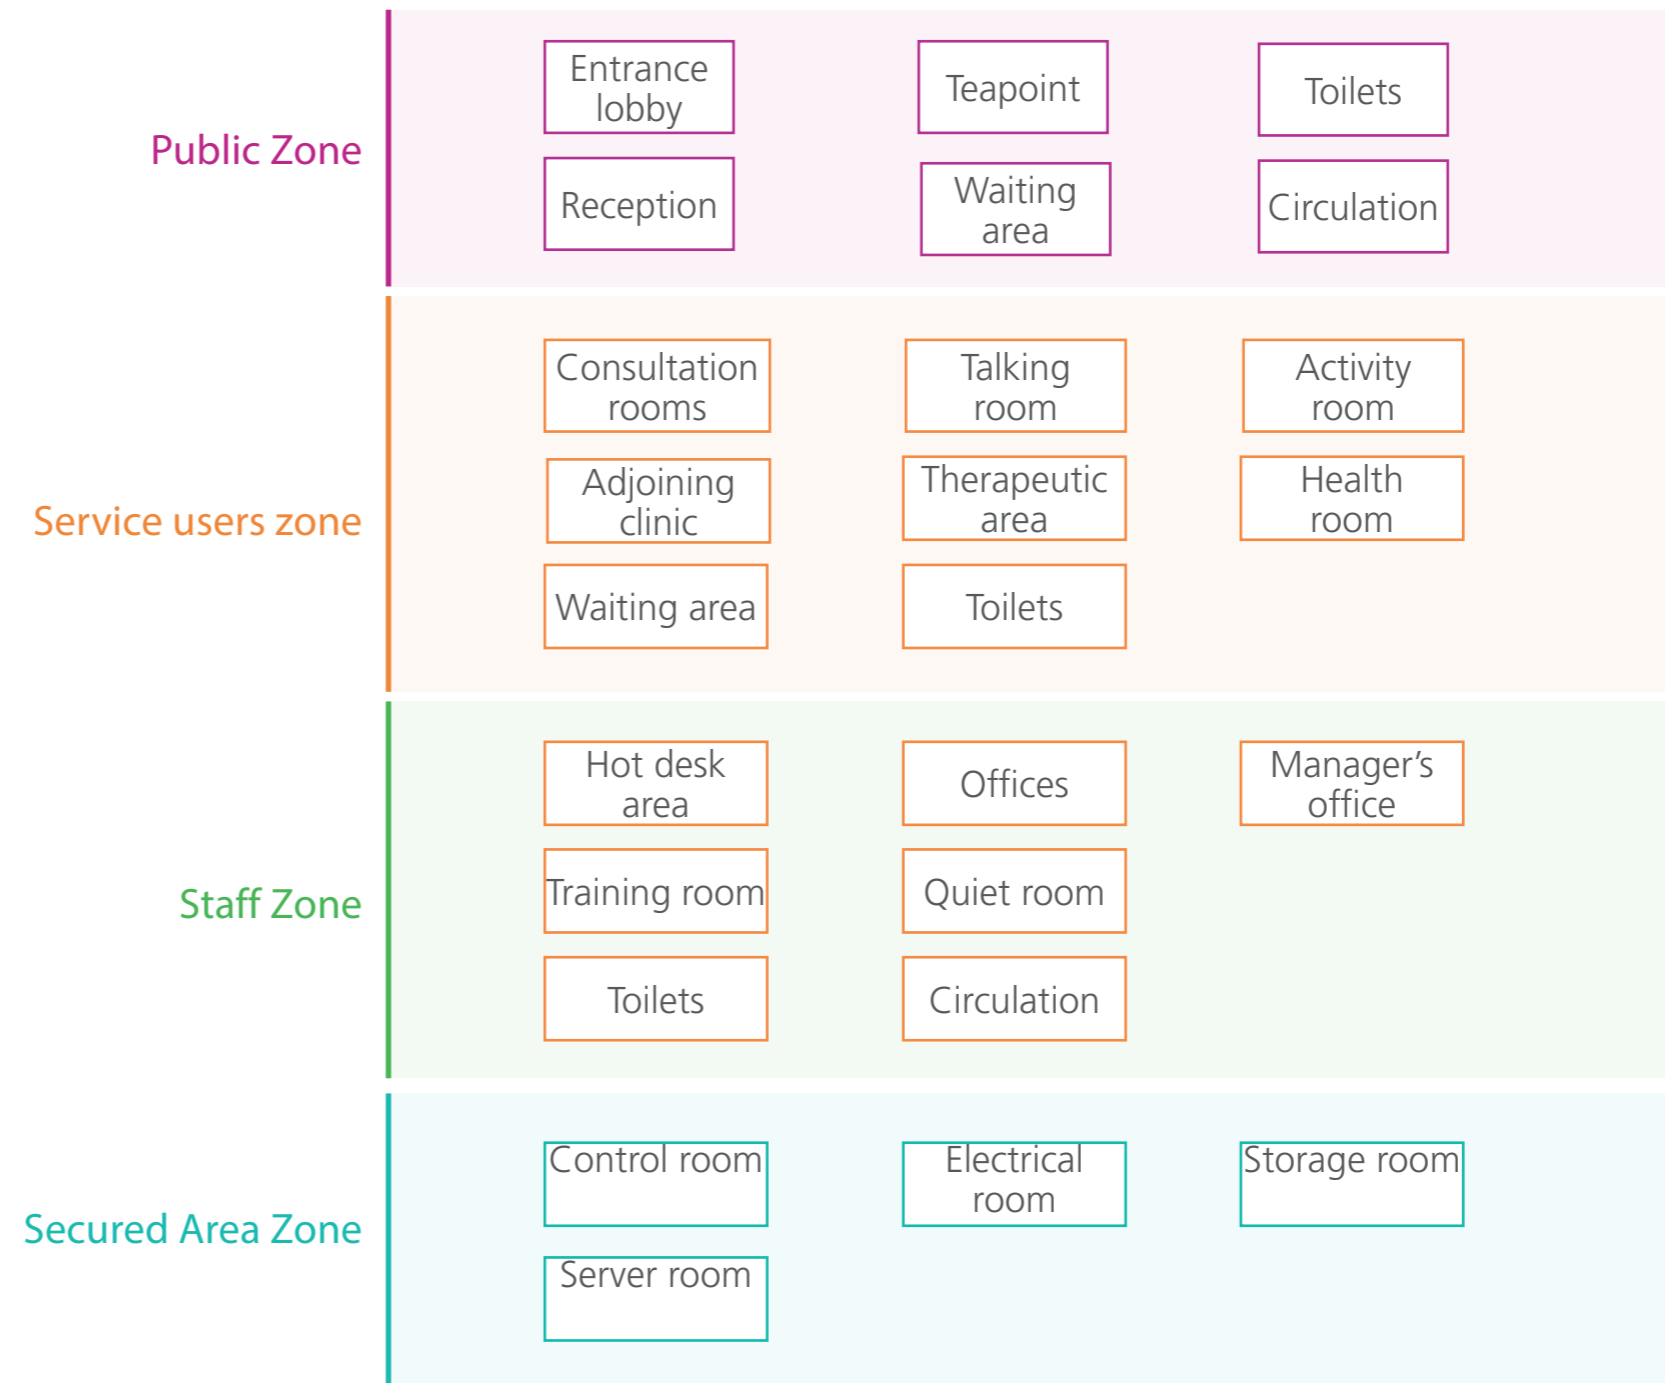 Public Zone
Entrance
lobby
Teapoint
Toilets
Reception
Waiting
area
Circulation
Service users zone
Consultation
rooms
Talking
room
Activity
room
Adjoining
clinic
Therapeutic
area
Health
room
Waiting area
Toilets
Staff Zone
Hot desk
area
Offices
Manager’s
office
Training room
Quiet room
Toilets
Circulation
Secured Area Zone
Control room
Electrical
room
Storage room
Server room